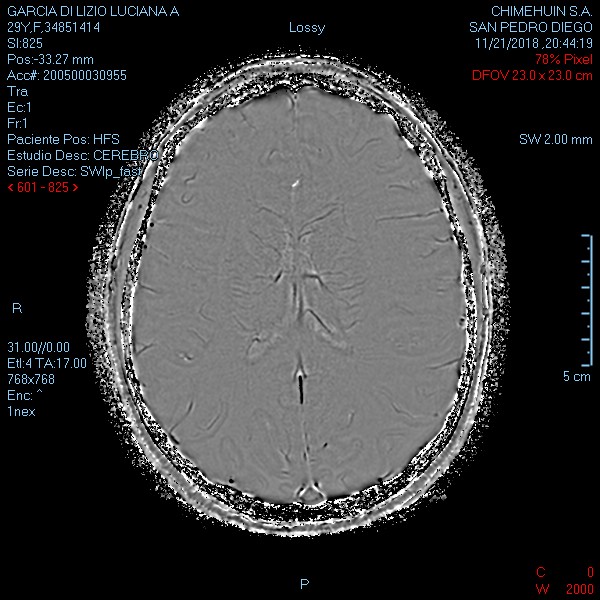 GARCIA DI LIZIO LUCIANA A
29Y,F,34851414
SI:825
Pos:-33.27 mm
Acc#: 200500030955
Tra
Ec:1
Fr:1
Paciente Pos: HFS
Estudio Desc: CEREBRO
Serie Desc: SWIp_fast
< 601 - 825 >
Lossy
CHIMEHUIN S.A.
SAN PEDRO DIEGO
11/21/2018 ,20:44:19
78% Pixel
DFOV 23.0 x 23.0 cm
SW 2.00 mm
R
31.00//0.00
Etl:4 TA:17.00
768x768
Enc: ^
1nex
5 cm
P
C 0
W 2000